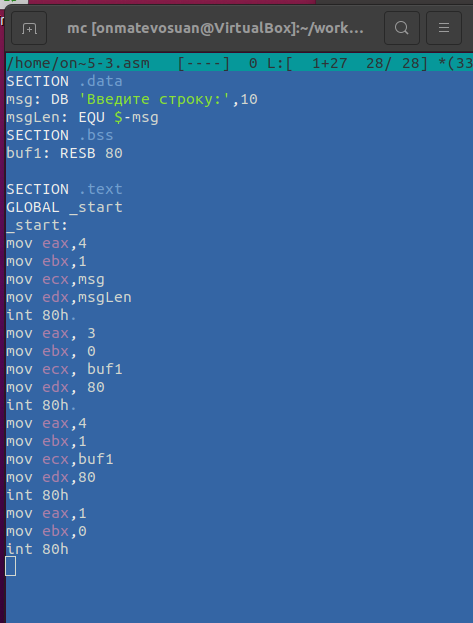 mc [onmatevosuan@VirtualBox]:~/work...
/home/on~5-3.asm   [----]  0 L:[  1+27  28/ 28] *(33
SECTION .data
msg: DB 'Введите строку:',10
msgLen: EQU $-msg
SECTION .bss
buf1: RESB 80

SECTION .text
GLOBAL _start
_start:
mov eax,4
mov ebx,1
mov ecx,msg
mov edx,msgLen
int 80h.
mov eax, 3
mov ebx, 0
mov ecx, buf1
mov edx, 80
int 80h.
mov eax,4
mov ebx,1
mov ecx,buf1
mov edx,80
int 80h
mov eax,1
mov ebx,0
int 80h